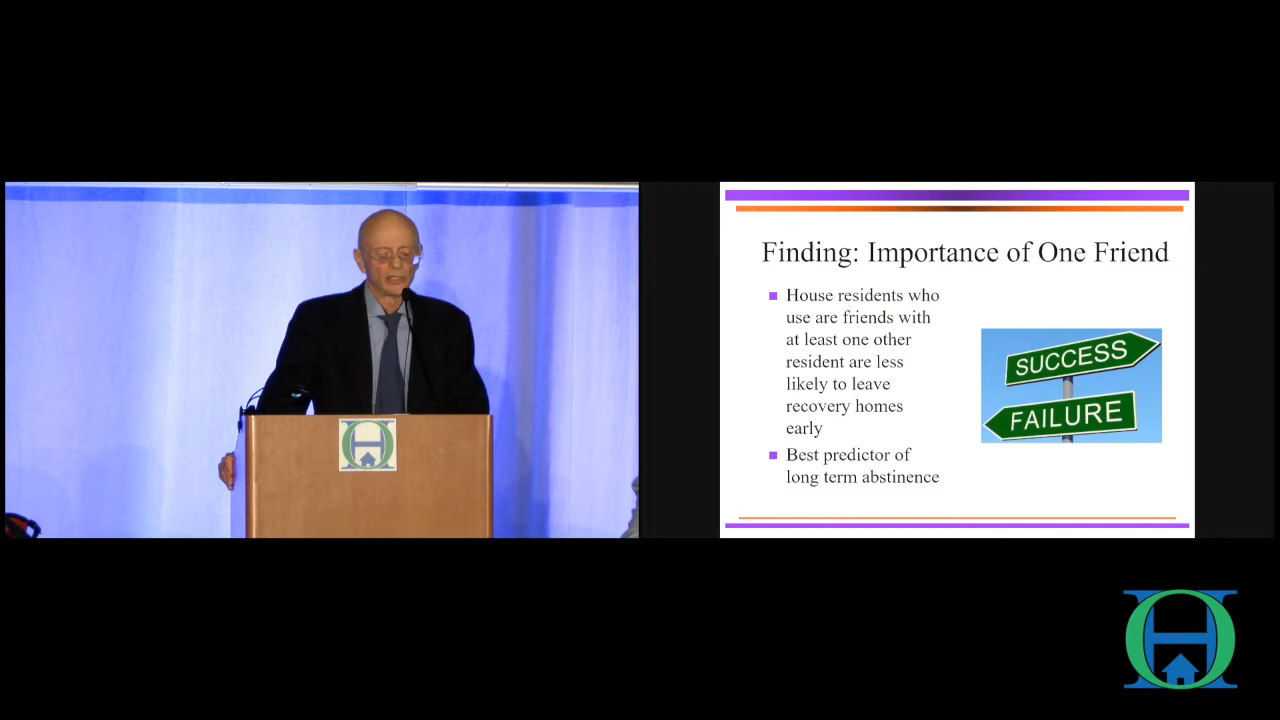 Finding: Importance of One Friend
House residents who
use are friends with
at least one other
resident are less
likely to leave
recovery homes
early
Best predictor of
long term abstinence
SUCCESS
FAILURE
OH